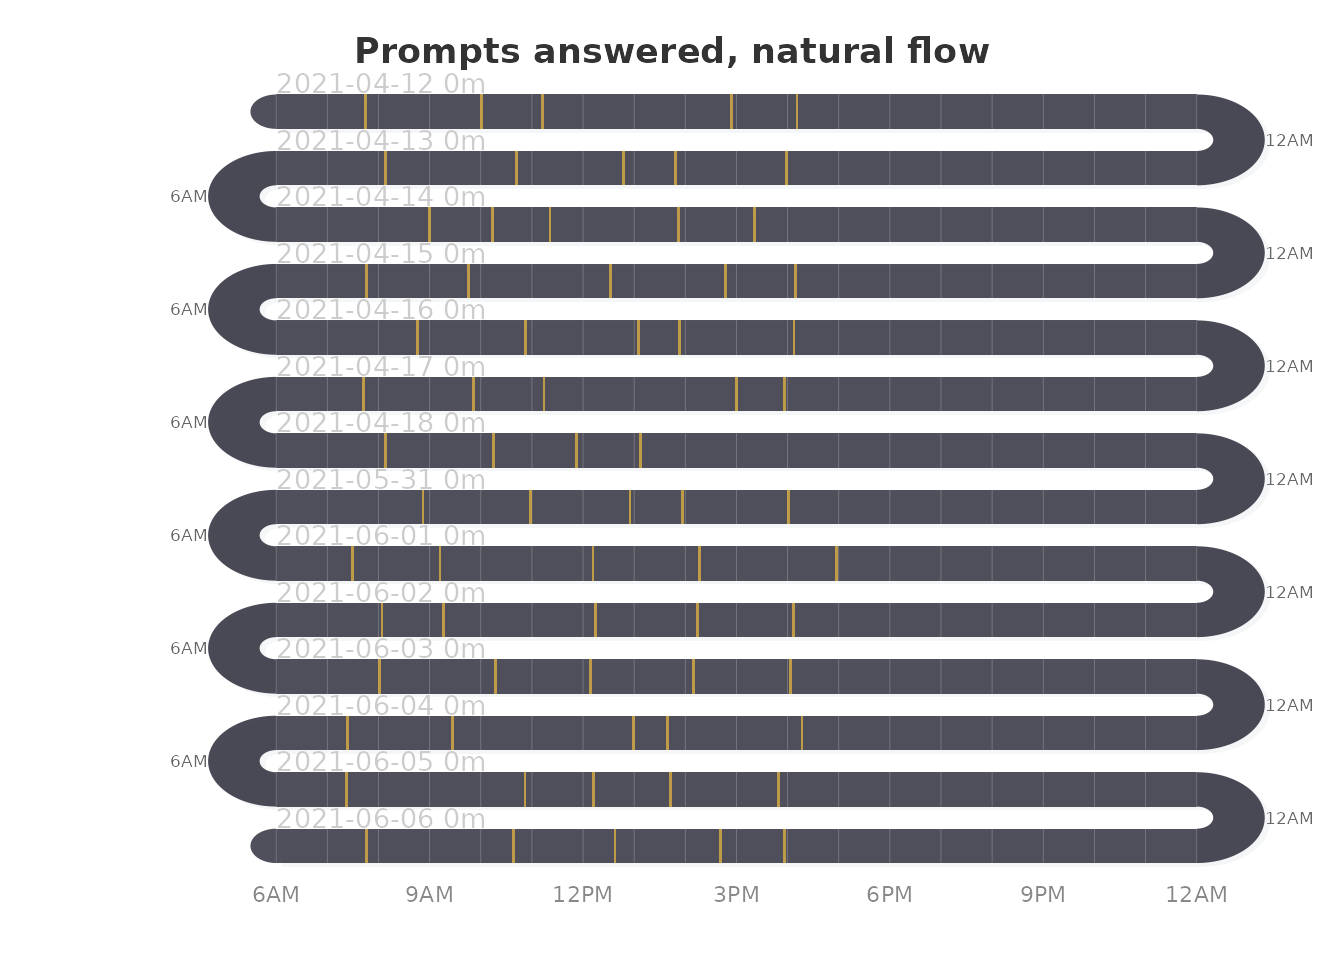 Prompts answered, natural flow
2021-04-12 0m
2021-04-13 0m
12AM
6AM
2021-04-14 0m
2021-04-15 0m
12AM
6AM
2021-04-16 0m
2021-04-17 0m
12AM
6AM
2021-04-18 0m
2021-05-31 0m
12AM
6AM
2021-06-01 0m
2021-06-02 0m
12AM
6AM
2021-06-03 0m
2021-06-04 0m
12AM
6AM
2021-06-05 0m
2021-06-06 0m
12AM
6AM 9AM 12PM 3PM 6PM 9PM 12AM